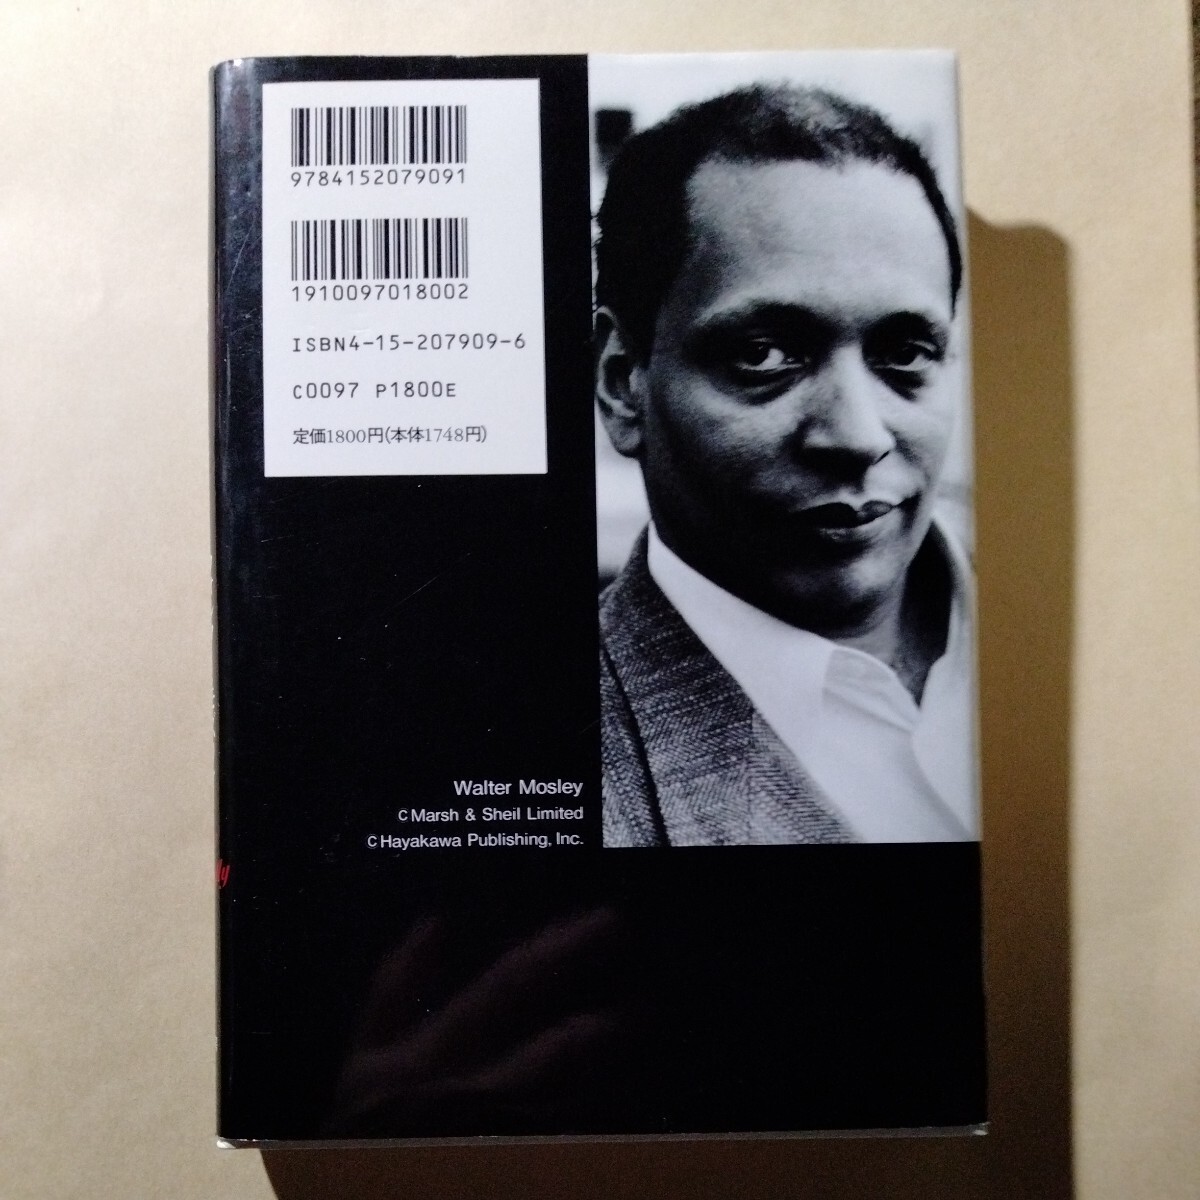 9784152079091
1910097018002
ISBN4-15-207909-6
C0097 P1800E
定価1800円(本体1748円)
Walter Mosley
©Marsh & Sheil Limited
©Hayakawa Publishing, Inc.